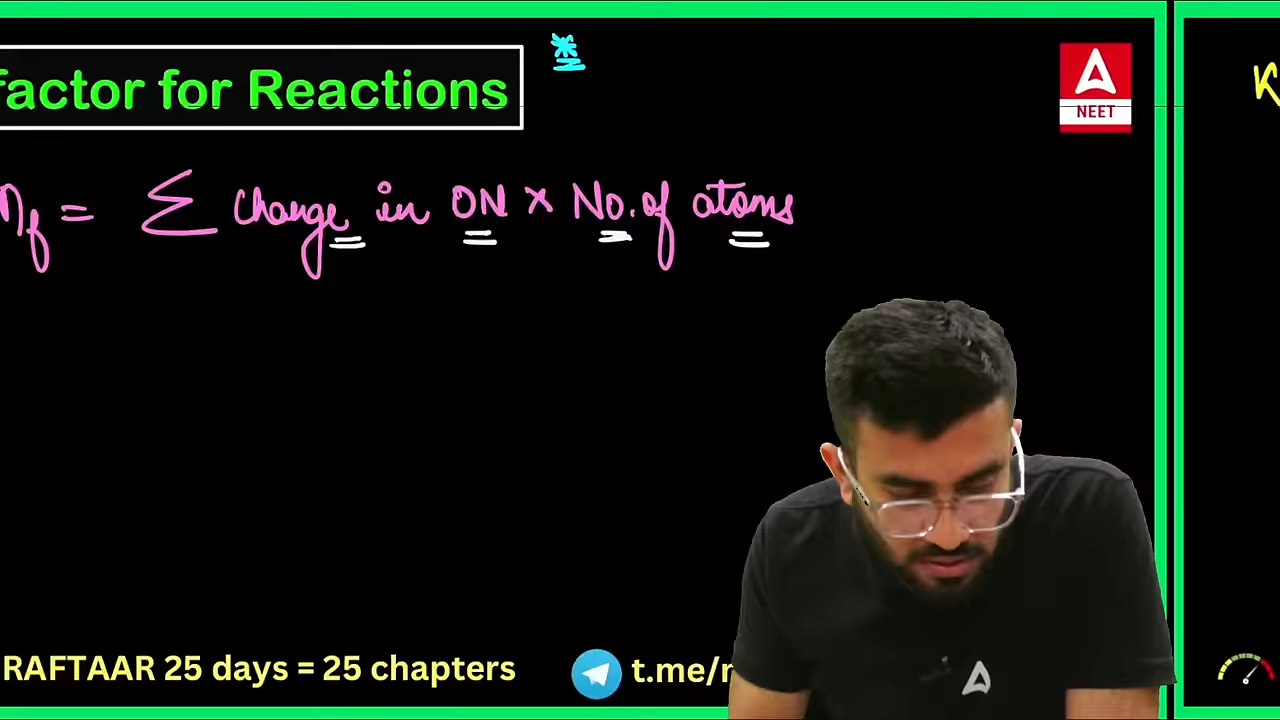 factor for Reactions
NEET
K
nf = Σ change in ON × No. of atoms
RAFTAAR 25 days = 25 chapters
t.me/